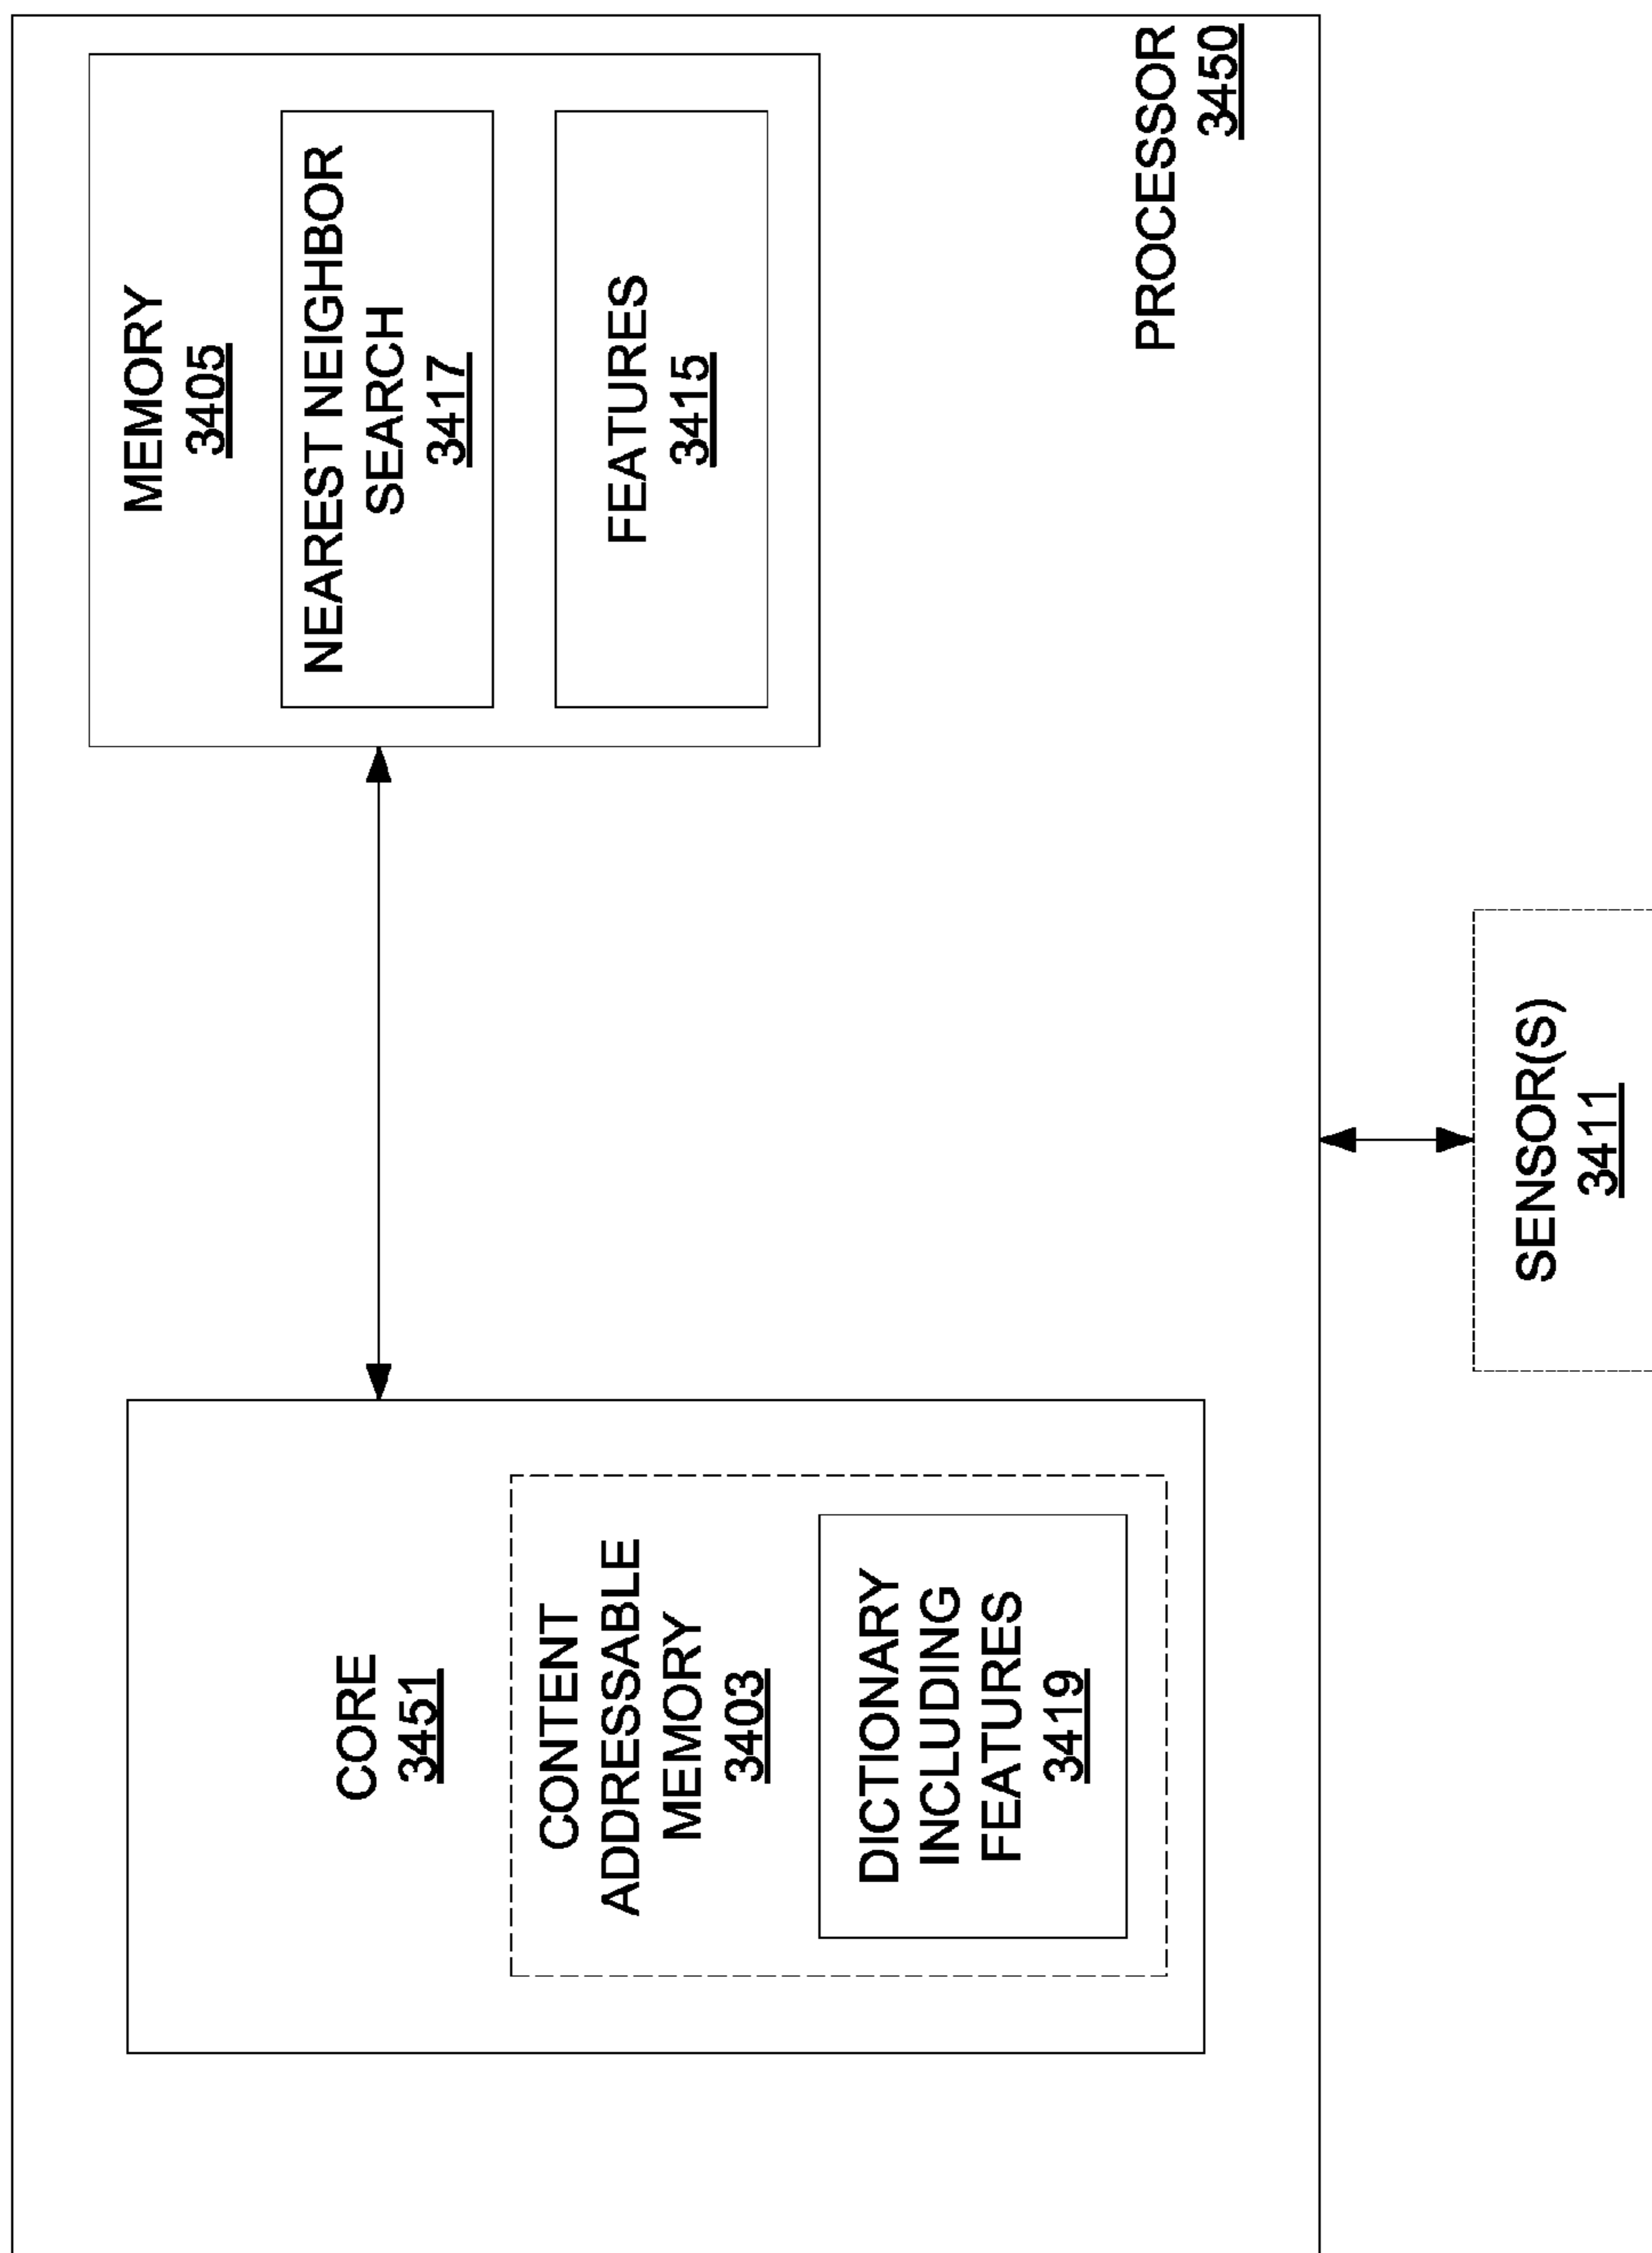 CORE
3451
CONTENT
ADDRESSABLE
MEMORY
3403
DICTIONARY
INCLUDING
FEATURES
3419
MEMORY
3405
NEAREST NEIGHBOR
SEARCH
3417
FEATURES
3415
PROCESSOR
3450
SENSOR(S)
3411